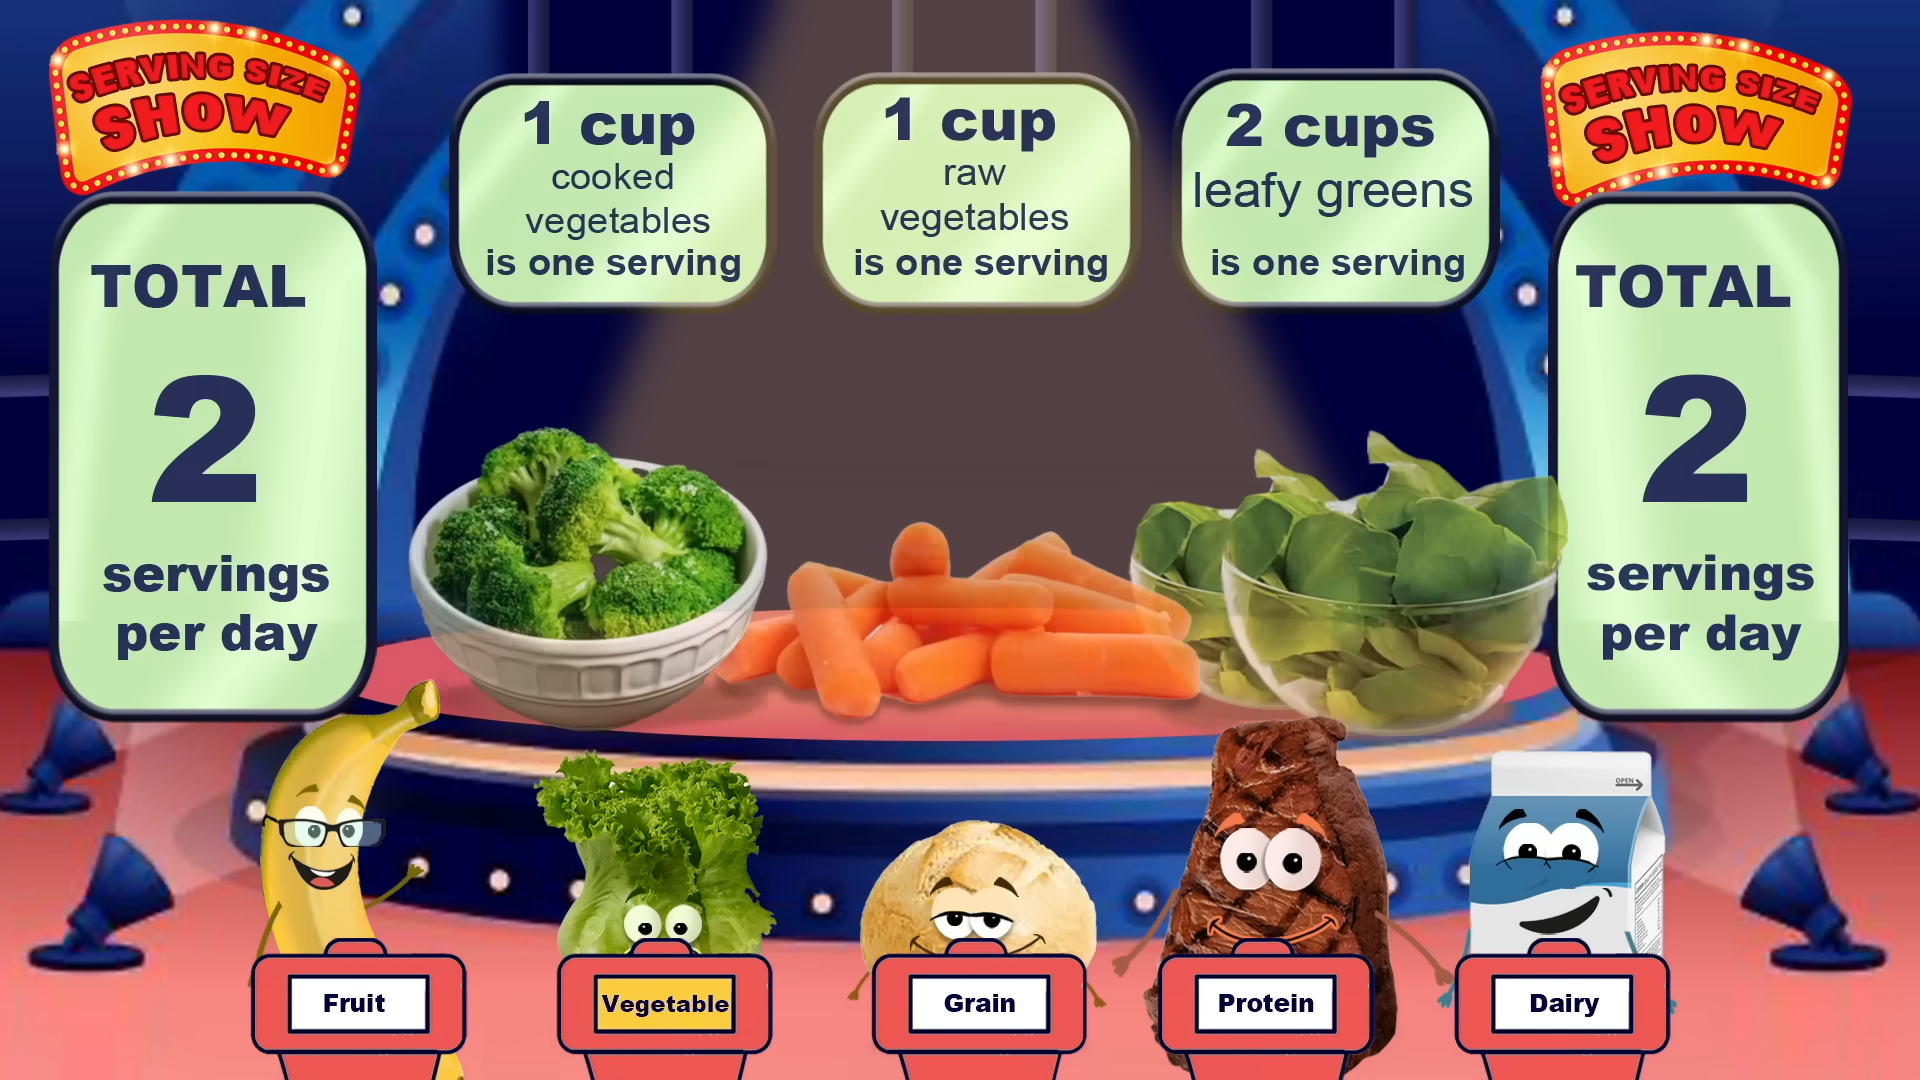 SERVING SIZE
SHOW
SERVING SIZE
SHOW
1 cup
cooked
vegetables
is one serving
1 cup
raw
vegetables
is one serving
2 cups
leafy greens
is one serving
TOTAL
2
servings
per day
TOTAL
2
servings
per day
OPEN
Fruit
Vegetable
Grain
Protein
Dairy